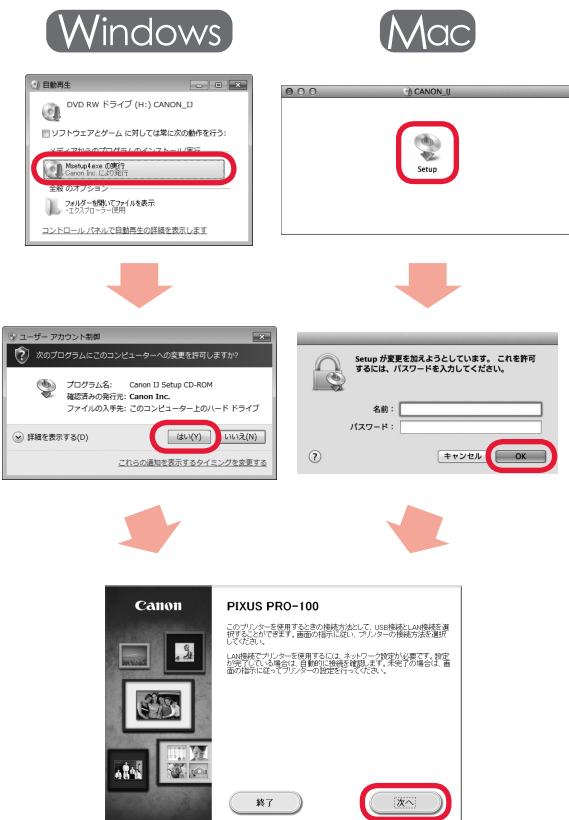 Windows
Mac
自動再生
DVD RW ドライブ (H:) CANON_IJ
ソフトウェアとゲーム に対しては常に次の動作を行う:
メディアからのプログラムのインストール/実行
Msetup4.exe の実行
Canon Inc. により発行
全般 のオプション
フォルダーを開いてファイルを表示
-エクスプローラー使用
コントロール パネルで自動再生の詳細を表示します
CANON_IJ
Setup
ユーザー アカウント制御
次のプログラムにこのコンピューターへの変更を許可しますか?
プログラム名: Canon IJ Setup CD-ROM
確認済みの発行元: Canon Inc.
ファイルの入手先: このコンピューター上のハード ドライブ
詳細を表示する(D)
はい(Y)
いいえ(N)
これらの通知を表示するタイミングを変更する
Setup が変更を加えようとしています。 これを許可
するには、パスワードを入力してください。
名前:
パスワード:
?
キャンセル
OK
Canon
PIXUS PRO-100
このプリンターを使用するときの接続方法として、USB接続とLAN接続を選
択することができます。画面の指示に従い、プリンターの接続方法を選択
してください。
LAN接続でプリンターを使用するには、ネットワーク設定が必要です。設定
が完了している場合は、自動的に接続を確認します。未完了の場合は、画
面の指示に従ってプリンターの設定を行ってください。
終了
次へ